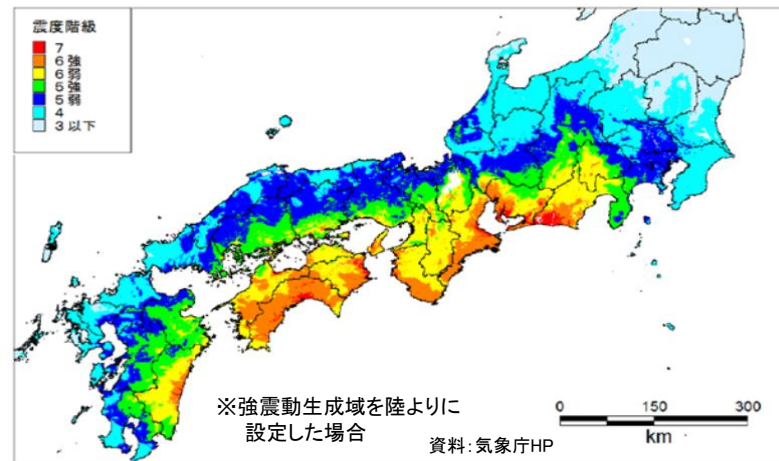 震度階級
7
6強
6弱
5強
5弱
4
3以下
※強震動生成域を陸よりに
設定した場合
資料:気象庁HP
0 150 300
km